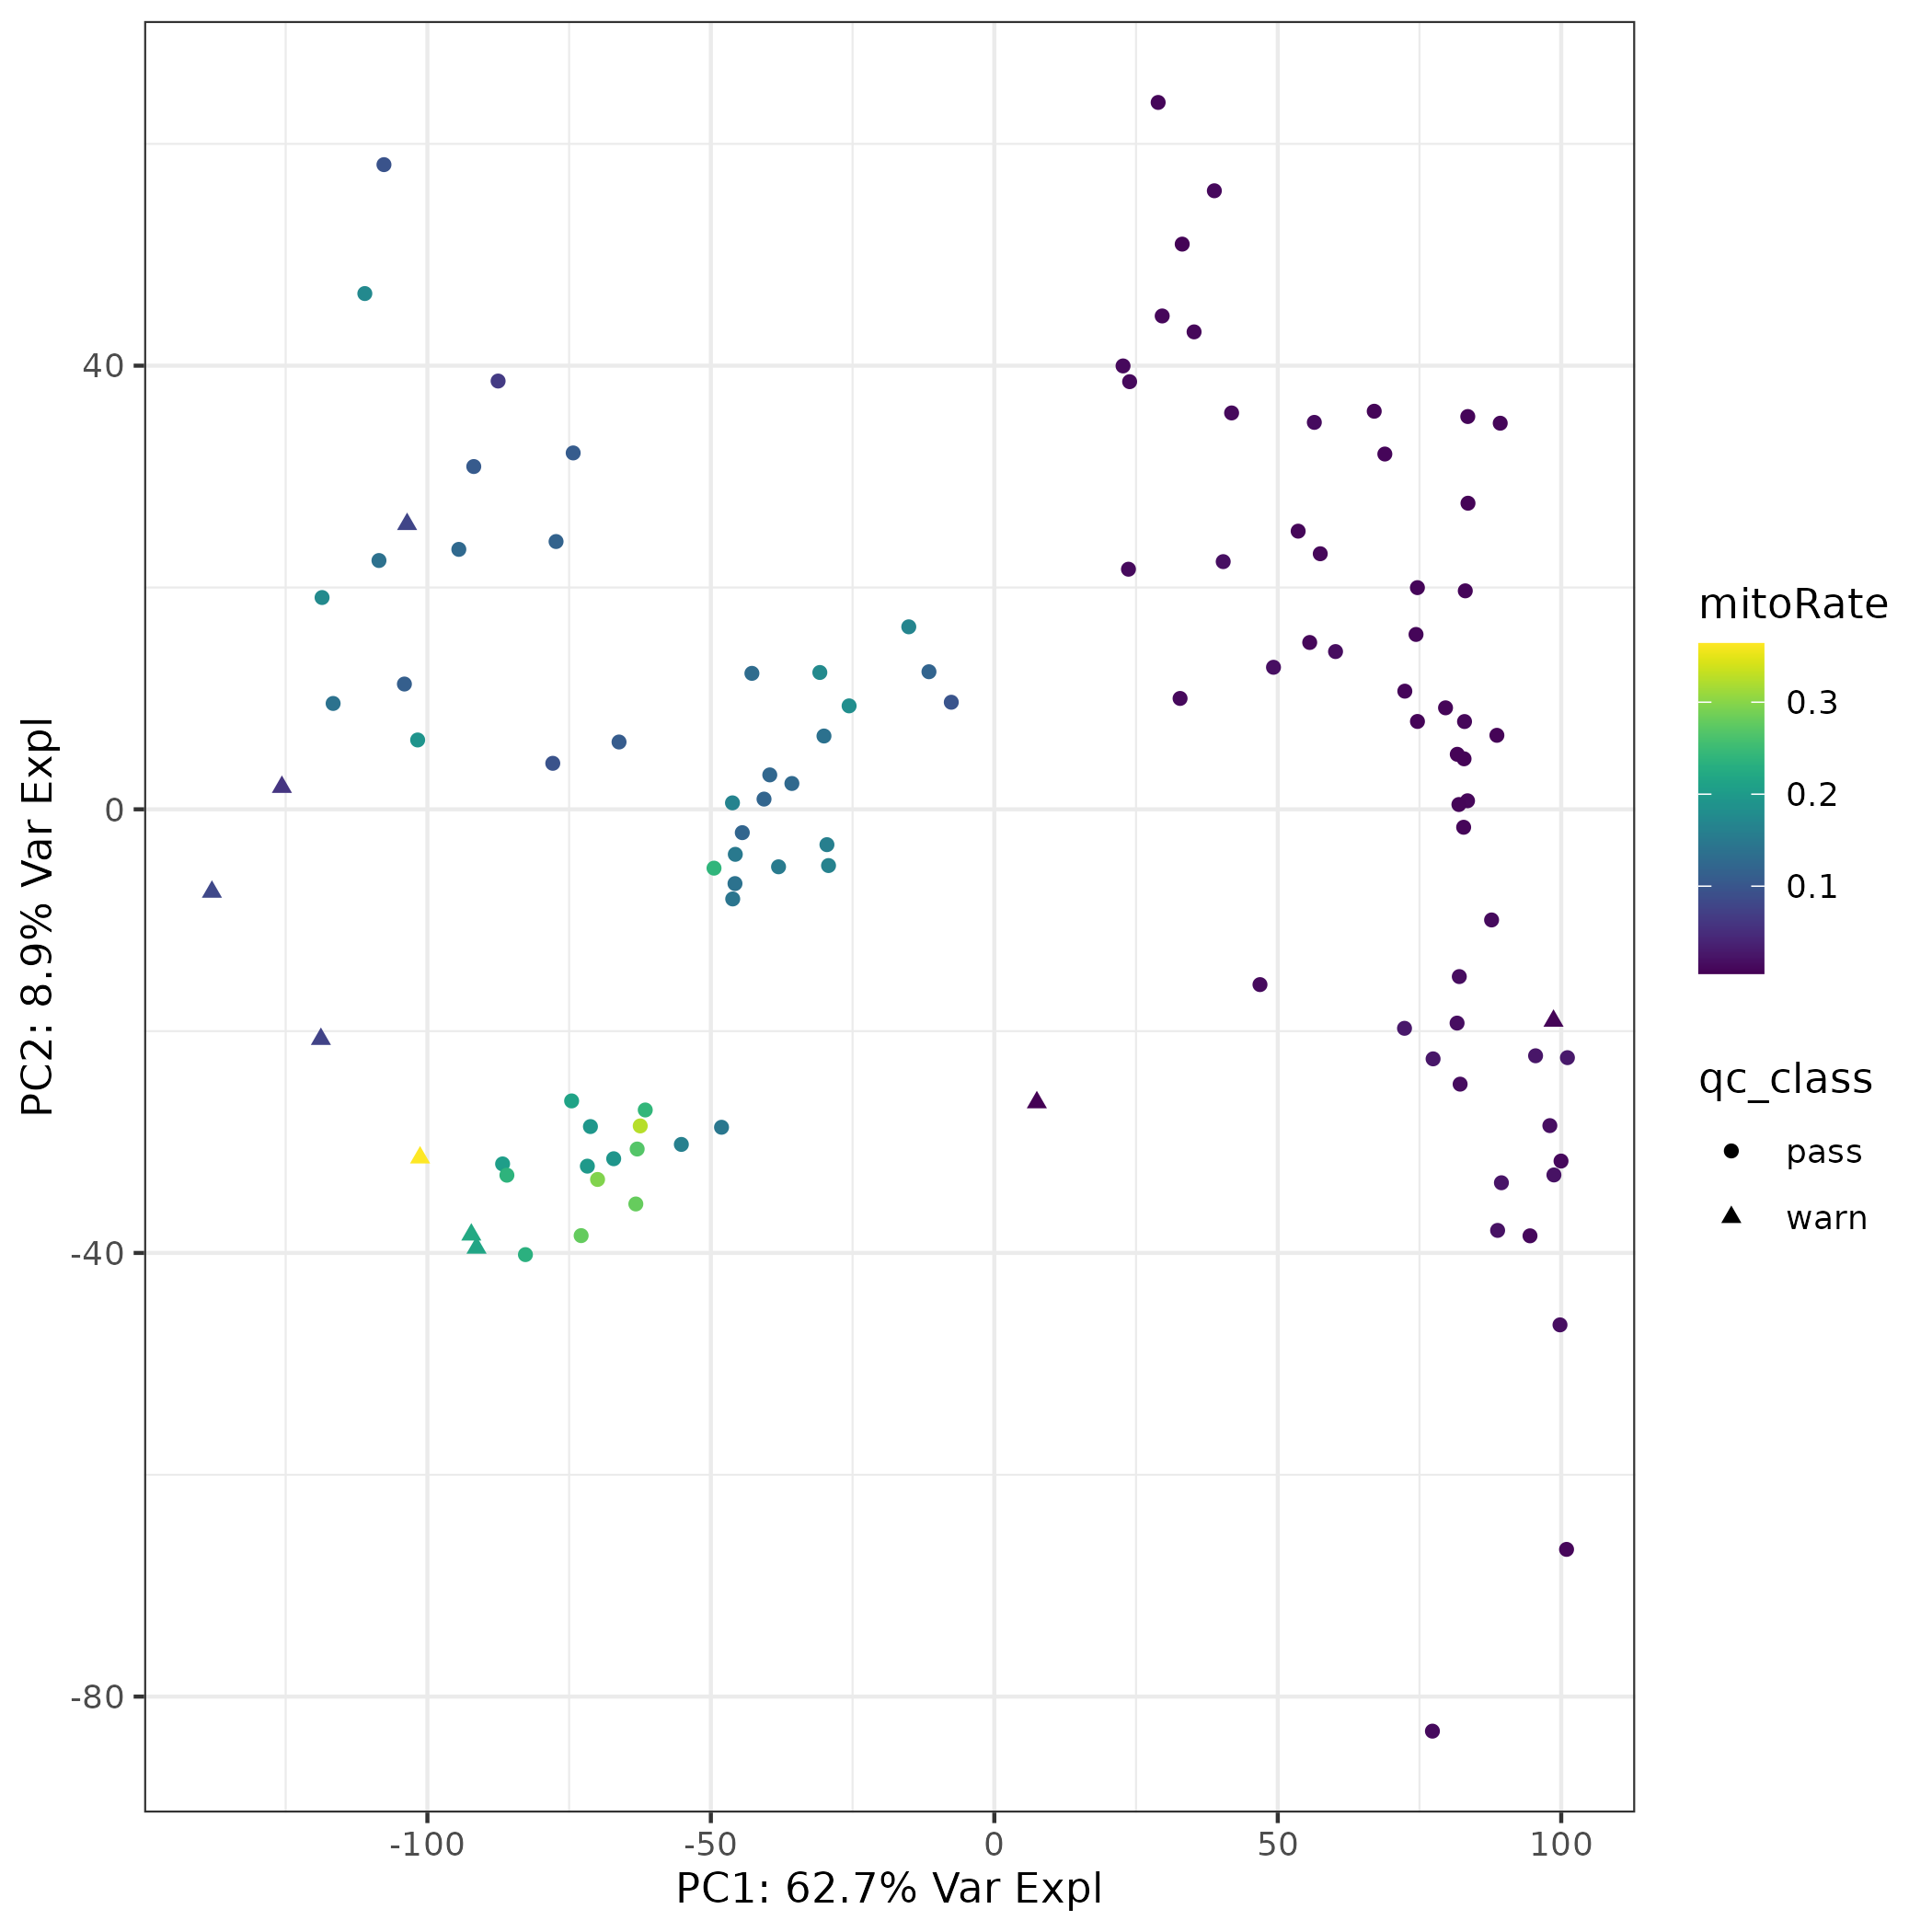 40
0
-40
-80
-100
-50
0
50
100
PC1: 62.7% Var Expl
PC2: 8.9% Var Expl
mitoRate
0.3
0.2
0.1
qc_class
pass
warn